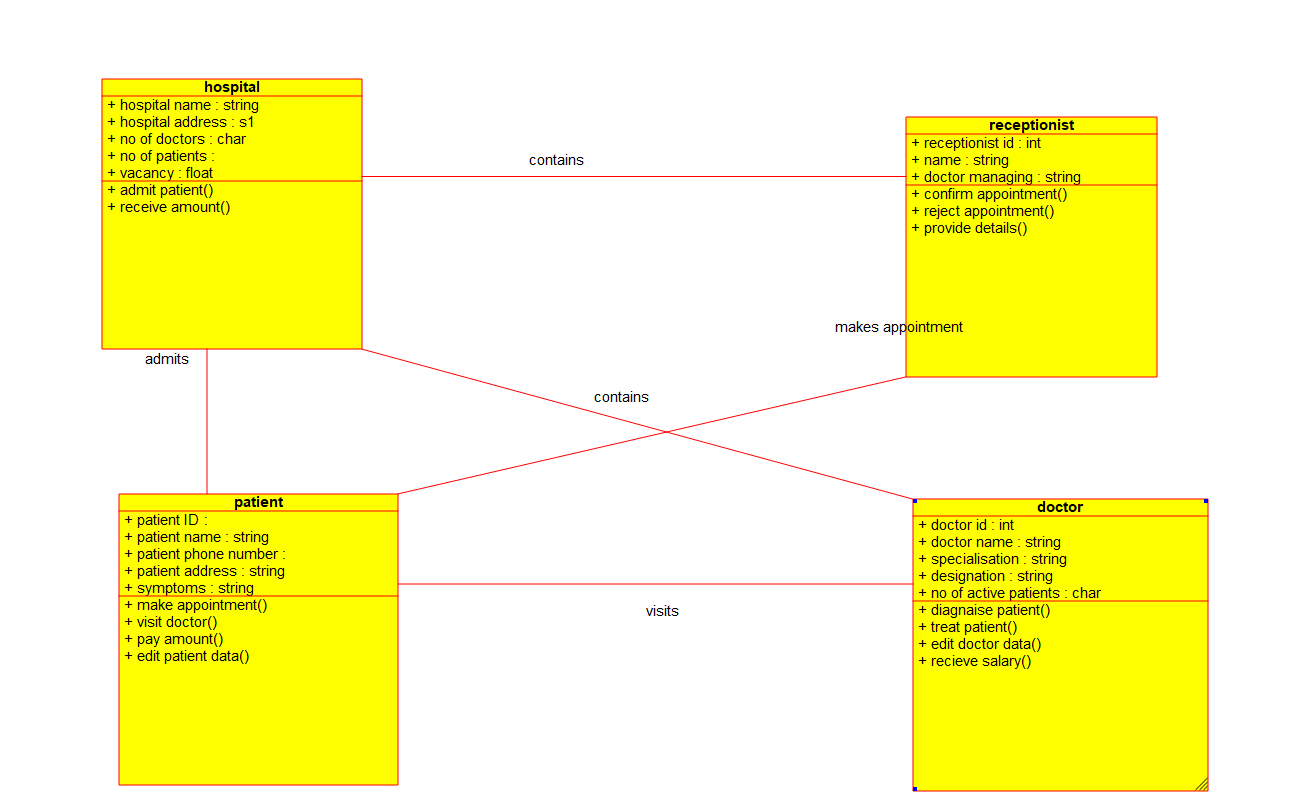 hospital
+ hospital name : string
+ hospital address : s1
+ no of doctors : char
+ no of patients :
+ vacancy : float
+ admit patient()
+ receive amount()
contains
receptionist
+ receptionist id : int
+ name : string
+ doctor managing : string
+ confirm appointment()
+ reject appointment()
+ provide details()
makes appointment
admits
contains
patient
+ patient ID :
+ patient name : string
+ patient phone number :
+ patient address : string
+ symptoms : string
+ make appointment()
+ visit doctor()
+ pay amount()
+ edit patient data()
visits
doctor
+ doctor id : int
+ doctor name : string
+ specialisation : string
+ designation : string
+ no of active patients : char
+ diagnaise patient()
+ treat patient()
+ edit doctor data()
+ recieve salary()